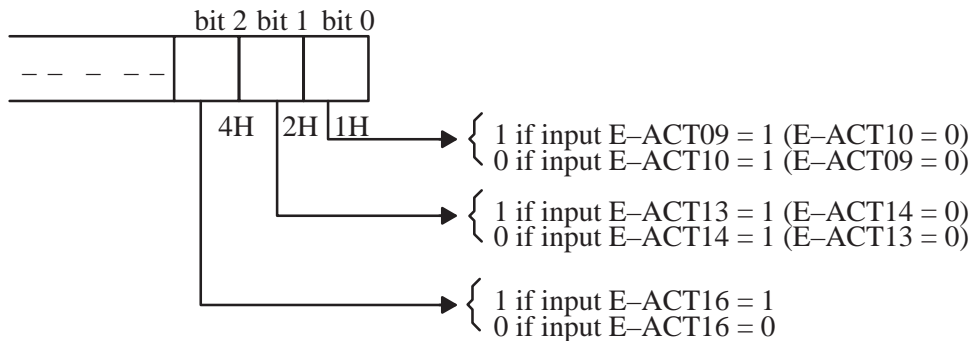 bit 2 bit 1 bit 0
4H 2H 1H
1 if input E–ACT09 = 1 (E–ACT10 = 0)
0 if input E–ACT10 = 1 (E–ACT09 = 0)
1 if input E–ACT13 = 1 (E–ACT14 = 0)
0 if input E–ACT14 = 1 (E–ACT13 = 0)
1 if input E–ACT16 = 1
0 if input E–ACT16 = 0